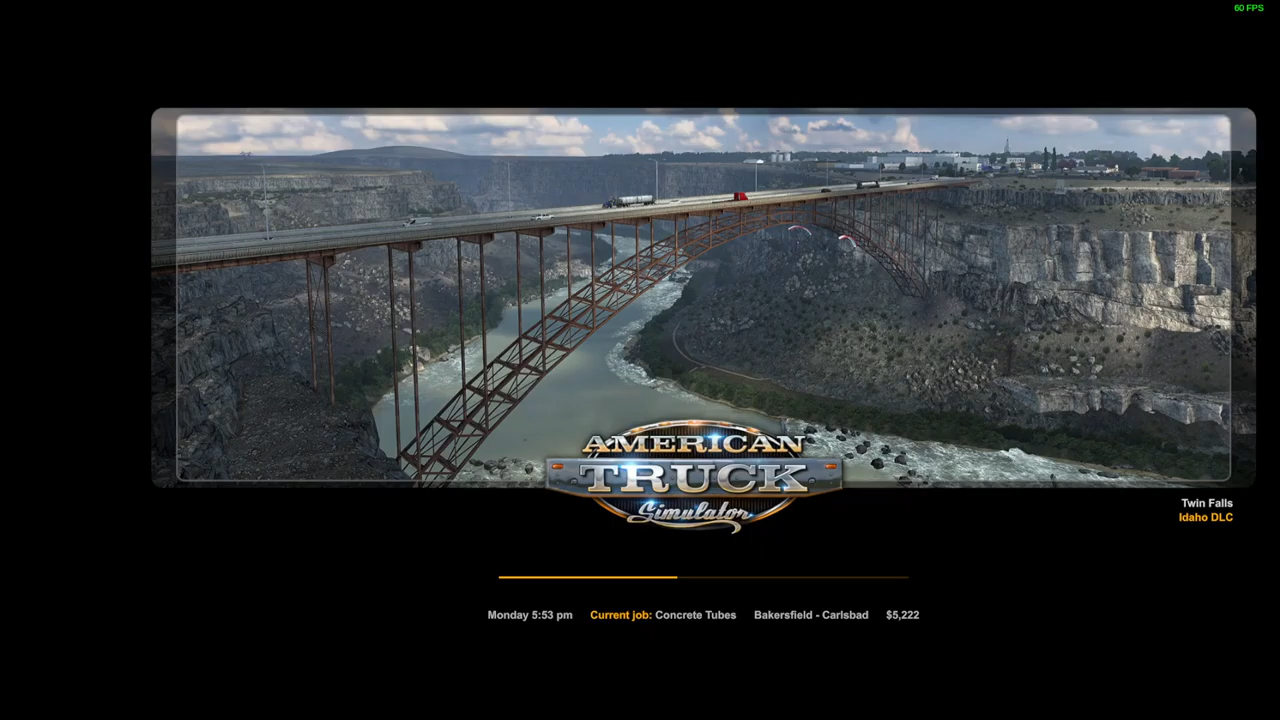 60 FPS
AMERICAN
TRUCK
Simulator
Twin Falls
Idaho DLC
Monday 5:53 pm Current job: Concrete Tubes Bakersfield - Carlsbad $5,222